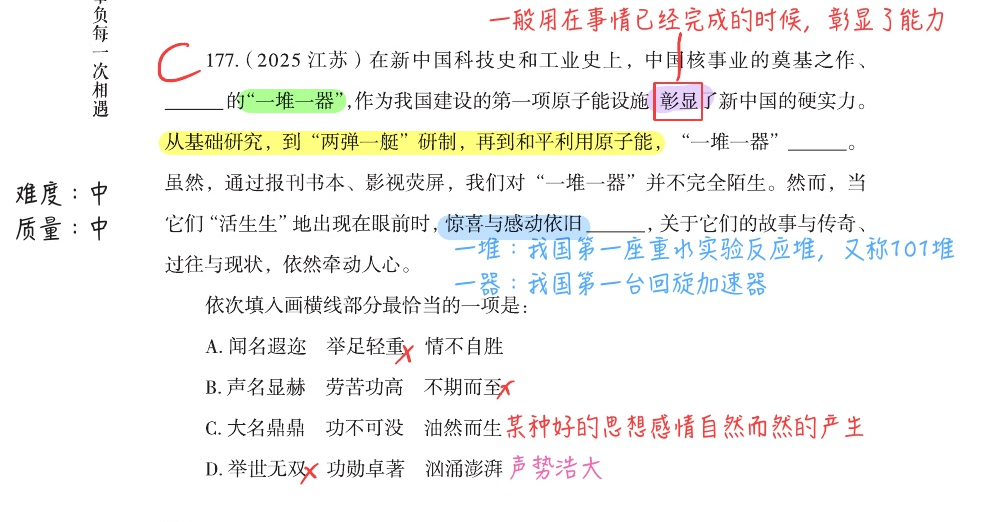 负每一次相遇
一般用在事情已经完成的时候，彰显了能力
C 177.（2025 江苏）在新中国科技史和工业史上，中国核事业的奠基之作、
______的“一堆一器”，作为我国建设的第一项原子能设施 彰显了新中国的硬实力。
从基础研究，到“两弹一艇”研制，再到和平利用原子能，“一堆一器”______。
虽然，通过报刊书本、影视荧屏，我们对“一堆一器”并不完全陌生。然而，当
它们“活生生”地出现在眼前时，惊喜与感动依旧______，关于它们的故事与传奇、
过往与现状，依然牵动人心。
难度：中
质量：中
一堆：我国第一座重水实验反应堆，又称101堆
一器：我国第一台回旋加速器
依次填入画横线部分最恰当的一项是：
A. 闻名遐迩 举足轻重 情不自胜
B. 声名显赫 劳苦功高 不期而至
C. 大名鼎鼎 功不可没 油然而生 某种好的思想感情自然而然的产生
D. 举世无双 功勋卓著 汹涌澎湃 声势浩大